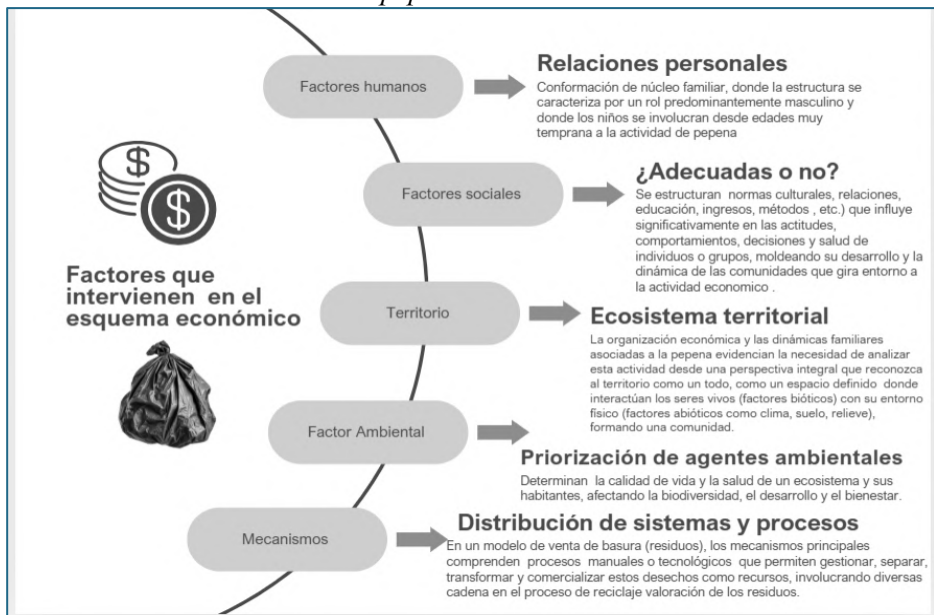 Factores humanos
Relaciones personales
Conformación de núcleo familiar, donde la estructura se
caracteriza por un rol predominantemente masculino y
donde los niños se involucran desde edades muy
temprana a la actividad de pepena
Factores sociales
¿Adecuadas o no?
Se estructuran normas culturales, relaciones,
educación, ingresos, métodos , etc.) que influye
significativamente en las actitudes,
comportamientos, decisiones y salud de
individuos o grupos, moldeando su desarrollo y la
dinámica de las comunidades que gira entorno a
la actividad economico .
$
$
Factores que
intervienen en el
esquema económico
Territorio
Ecosistema territorial
La organización económica y las dinámicas familiares
asociadas a la pepena evidencian la necesidad de analizar
esta actividad desde una perspectiva integral que reconozca
al territorio como un todo, como un espacio definido donde
interactúan los seres vivos (factores bióticos) con su entorno
físico (factores abióticos como clima, suelo, relieve),
formando una comunidad.
Factor Ambiental
Priorización de agentes ambientales
Determinan la calidad de vida y la salud de un ecosistema y sus
habitantes, afectando la biodiversidad, el desarrollo y el bienestar.
Mecanismos
Distribución de sistemas y procesos
En un modelo de venta de basura (residuos), los mecanismos principales
comprenden procesos manuales o tecnológicos que permiten gestionar, separar,
transformar y comercializar estos desechos como recursos, involucrando diversas
cadena en el proceso de reciclaje valoración de los residuos.